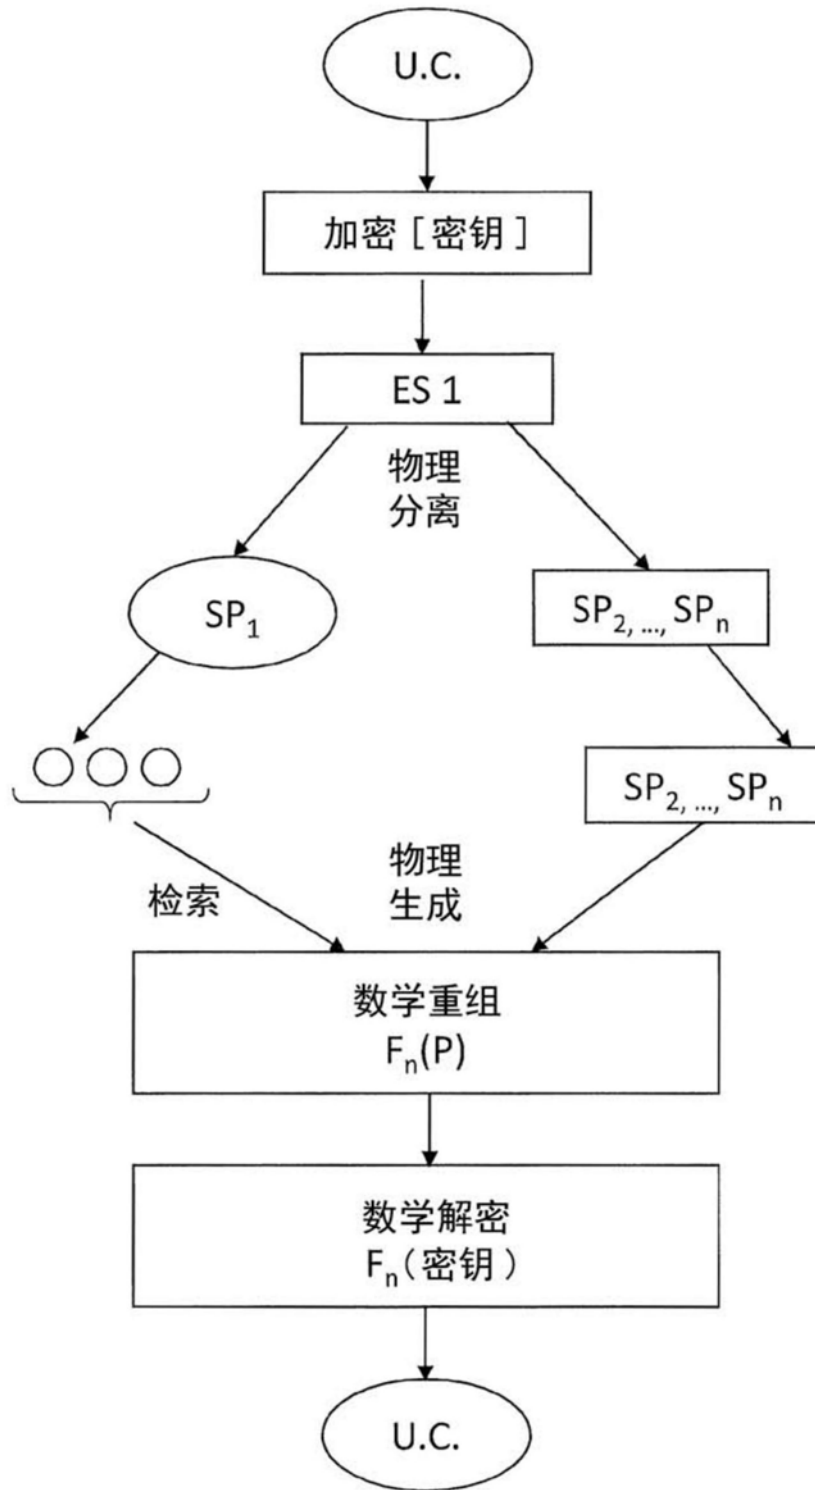 U.C.
加密[密钥]
ES 1
物理
分离
SP₁
SP₂, ..., SPₙ
SP₂, ..., SPₙ
检索
物理
生成
数学重组
Fₙ(P)
数学解密
Fₙ(密钥)
U.C.